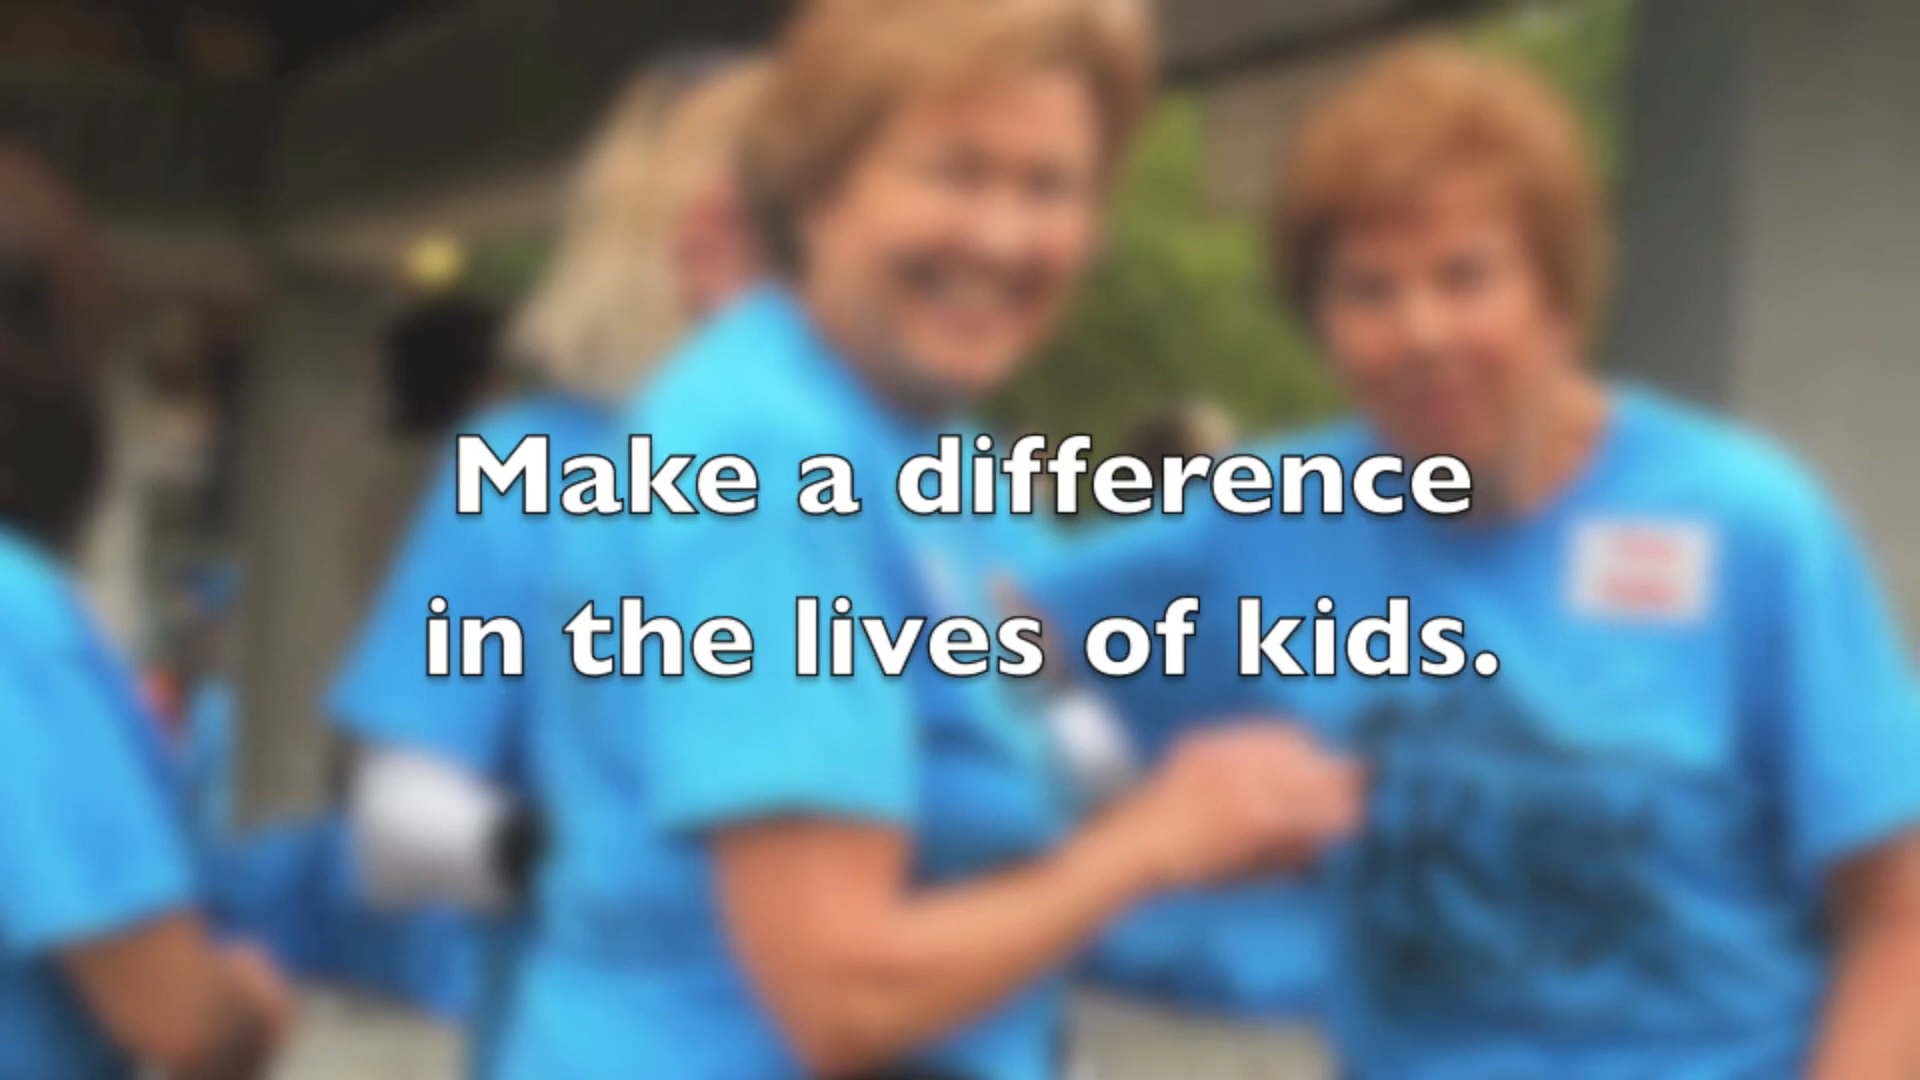 Make a difference
in the lives of kids.